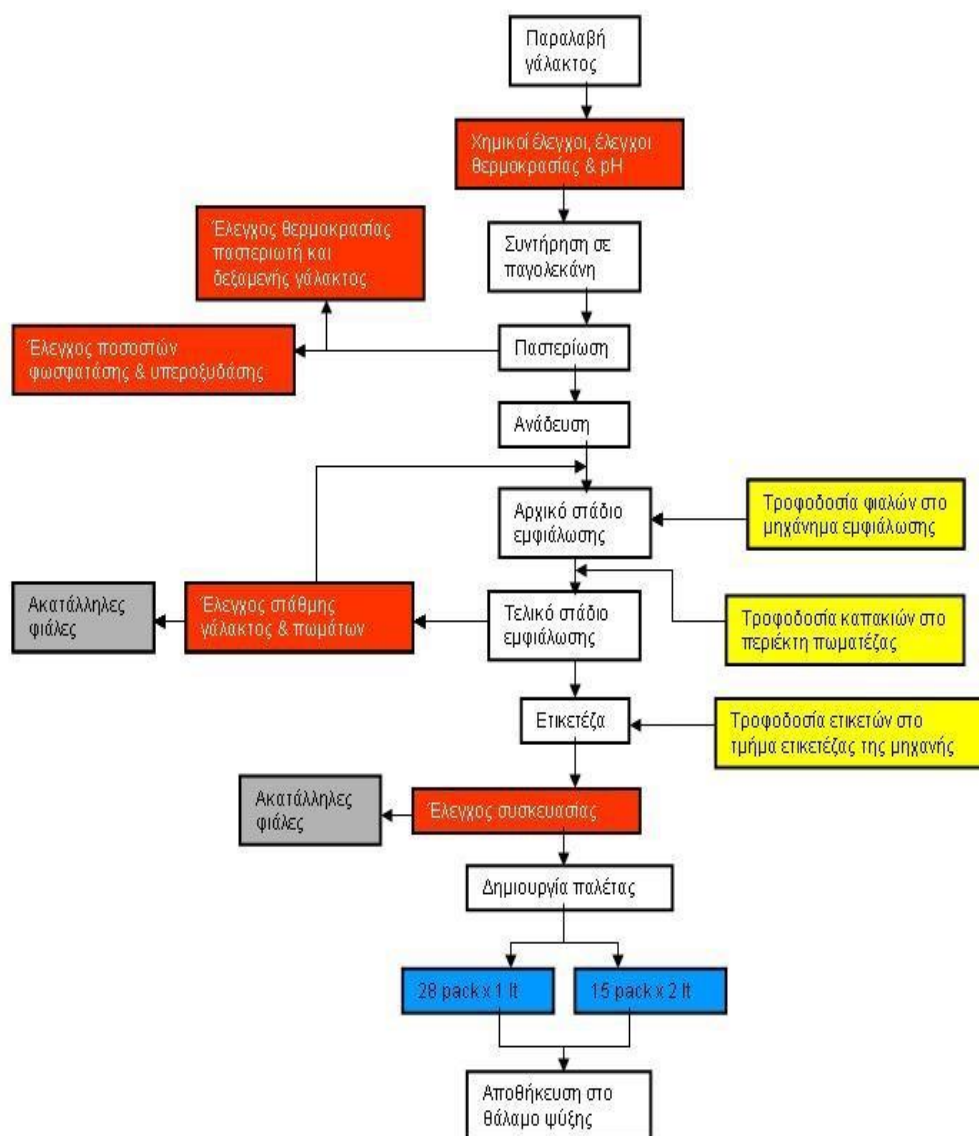 Παραλαβή
γάλακτος
Χημικοί έλεγχοι, έλεγχοι
θερμοκρασίας & pH
Έλεγχος θερμοκρασίας
παστεριωτή και
δεξαμενής γάλακτος
Συντήρηση σε
παγολεκάνη
Έλεγχος ποσοστών
φωσφατάσης & υπεροξυδάσης
Παστερίωση
Ανάδευση
Αρχικό στάδιο
εμφιάλωσης
Τροφοδοσία φιαλών στο
μηχάνημα εμφιάλωσης
Ακατάλληλες
φιάλες
Έλεγχος στάθμης
γάλακτος & πωμάτων
Τελικό στάδιο
εμφιάλωσης
Τροφοδοσία καπακιών στο
περιέκτη πωματέζας
Ετικετέζα
Τροφοδοσία ετικετών στο
τμήμα ετικετέζας της μηχανής
Ακατάλληλες
φιάλες
Έλεγχος συσκευασίας
Δημιουργία παλέτας
28 pack x 1 lt
15 pack x 2 lt
Αποθήκευση στο
θάλαμο ψύξης